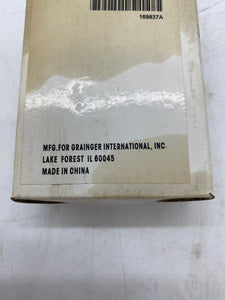 169837A
MFG.FOR GRAINGER INTERNATIONAL, INC.
LAKE FOREST IL 60045
MADE IN CHINA